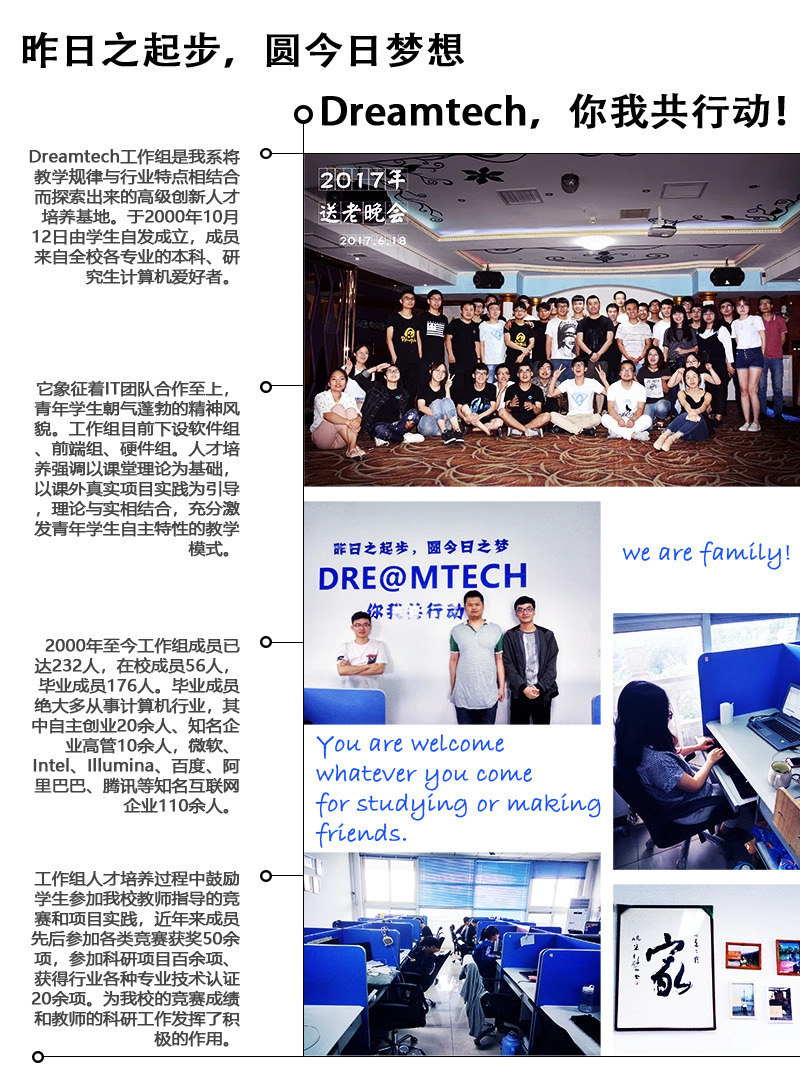 昨日之起步，圆今日梦想
Dreamtech，你我共行动！
Dreamtech工作组是我系将
教学规律与行业特点相结合
而探索出来的高级创新人才
培养基地。于2000年10月
12日由学生自发成立，成员
来自全校各专业的本科、研
究生计算机爱好者。
2017年
送老晚会
2017.6.18
它象征着IT团队合作至上，
青年学生朝气蓬勃的精神风
貌。工作组目前下设软件组
、前端组、硬件组。人才培
养强调以课堂理论为基础，
以课外真实项目实践为引导
，理论与实相结合，充分激
发青年学生自主特性的教学
模式。
昨日之起步，圆今日之梦
DRE@MTECH
你我共行动
we are family!
2000年至今工作组成员已
达232人，在校成员56人，
毕业成员176人。毕业成员
绝大多从事计算机行业，其
中自主创业20余人、知名企
业高管10余人，微软、
Intel、Illumina、百度、阿
里巴巴、腾讯等知名互联网
企业110余人。
You are welcome
whatever you come
for studying or making
friends.
工作组人才培养过程中鼓励
学生参加我校教师指导的竞
赛和项目实践，近年来成员
先后参加各类竞赛获奖50余
项，参加科研项目百余项、
获得行业各种专业技术认证
20余项。为我校的竞赛成绩
和教师的科研工作发挥了积
极的作用。
家